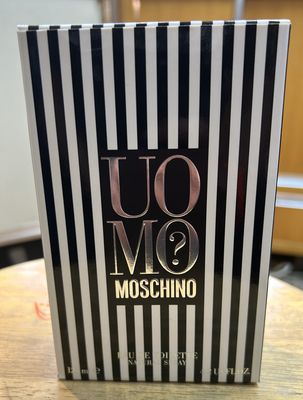 UO
MO?
MOSCHINO
EAU DE TOILETTE
NATURAL SPRAY